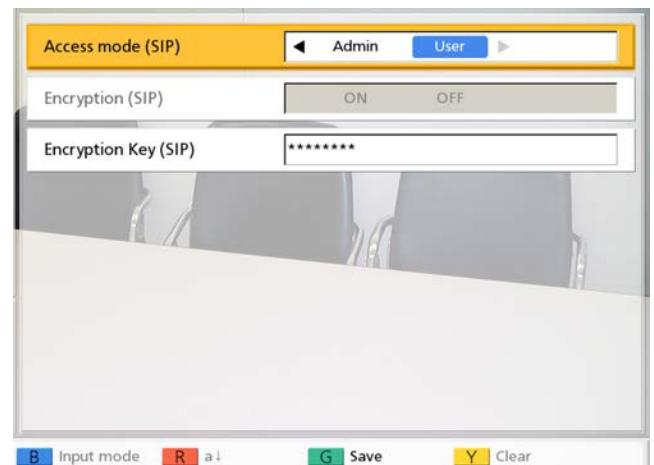 Access mode (SIP) ◀ Admin User ▶
Encryption (SIP) ON OFF
Encryption Key (SIP) ********
B Input mode R a↓ G Save Y Clear